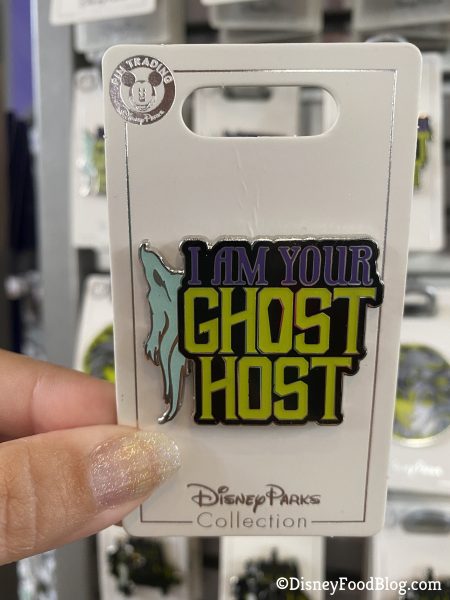 PIN TRADING
Disney Parks
I AM YOUR
GHOST
HOST
Disney PARKS
Collection
©DisneyFoodBlog.com